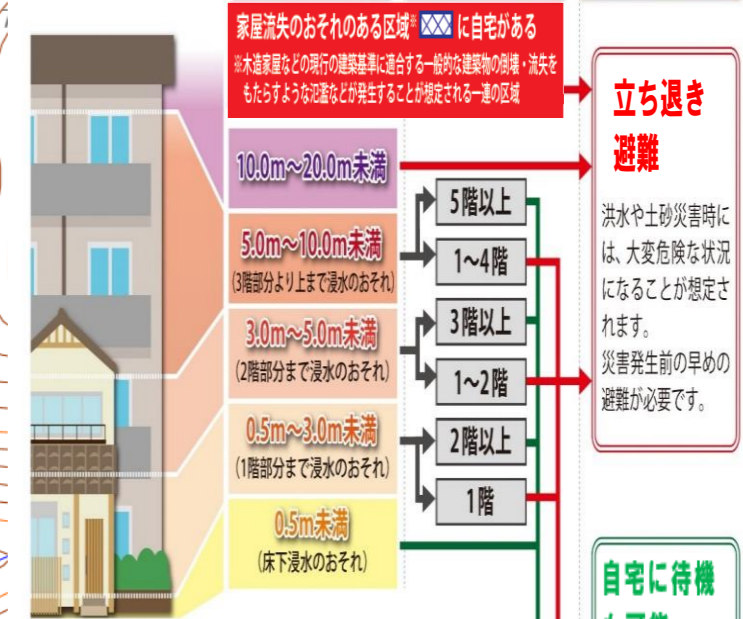 家屋流失のおそれのある区域※ に自宅がある
※木造家屋などの現行の建築基準に適合する一般的な建築物の倒壊・流失を
もたらすような氾濫などが発生することが想定される一連の区域
10.0m～20.0m未満
5.0m～10.0m未満
(3階部分より上まで浸水のおそれ)
3.0m～5.0m未満
(2階部分まで浸水のおそれ)
0.5m～3.0m未満
(1階部分まで浸水のおそれ)
0.5m未満
(床下浸水のおそれ)
5階以上
1～4階
3階以上
1～2階
2階以上
1階
立ち退き
避難
洪水や土砂災害時に
は、大変危険な状況
になることが想定さ
れます。
災害発生前の早めの
避難が必要です。
自宅に待機